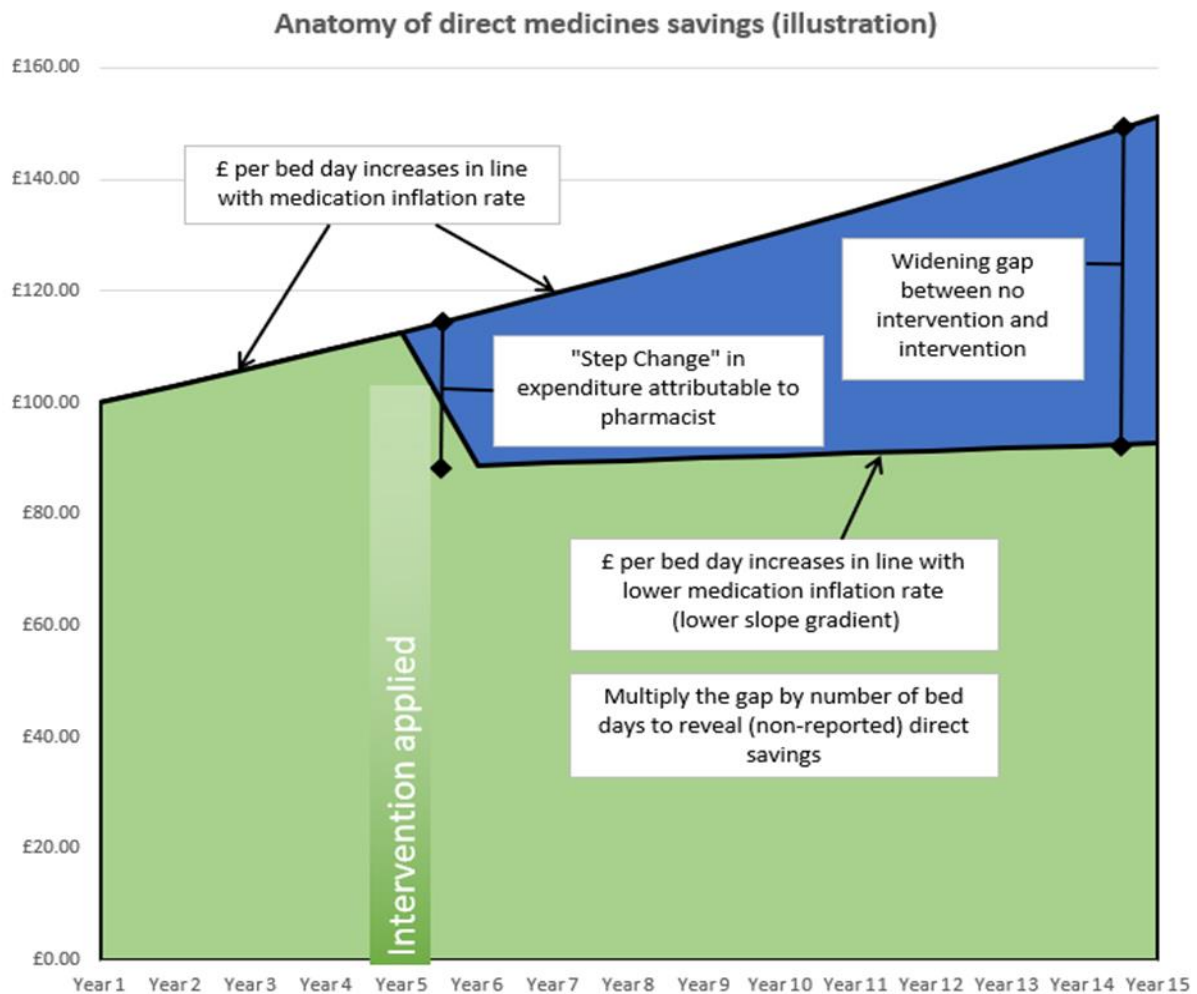 Anatomy of direct medicines savings (illustration)
£160.00
£140.00
£120.00
£100.00
£80.00
£60.00
£40.00
£20.00
£0.00
£ per bed day increases in line
with medication inflation rate
Widening gap
between no
intervention and
intervention
"Step Change" in
expenditure attributable to
pharmacist
£ per bed day increases in line with
lower medication inflation rate
(lower slope gradient)
Multiply the gap by number of bed
days to reveal (non-reported) direct
savings
Intervention applied
Year 1 Year 2 Year 3 Year 4 Year 5 Year 6 Year 7 Year 8 Year 9 Year 10 Year 11 Year 12 Year 13 Year 14 Year 15